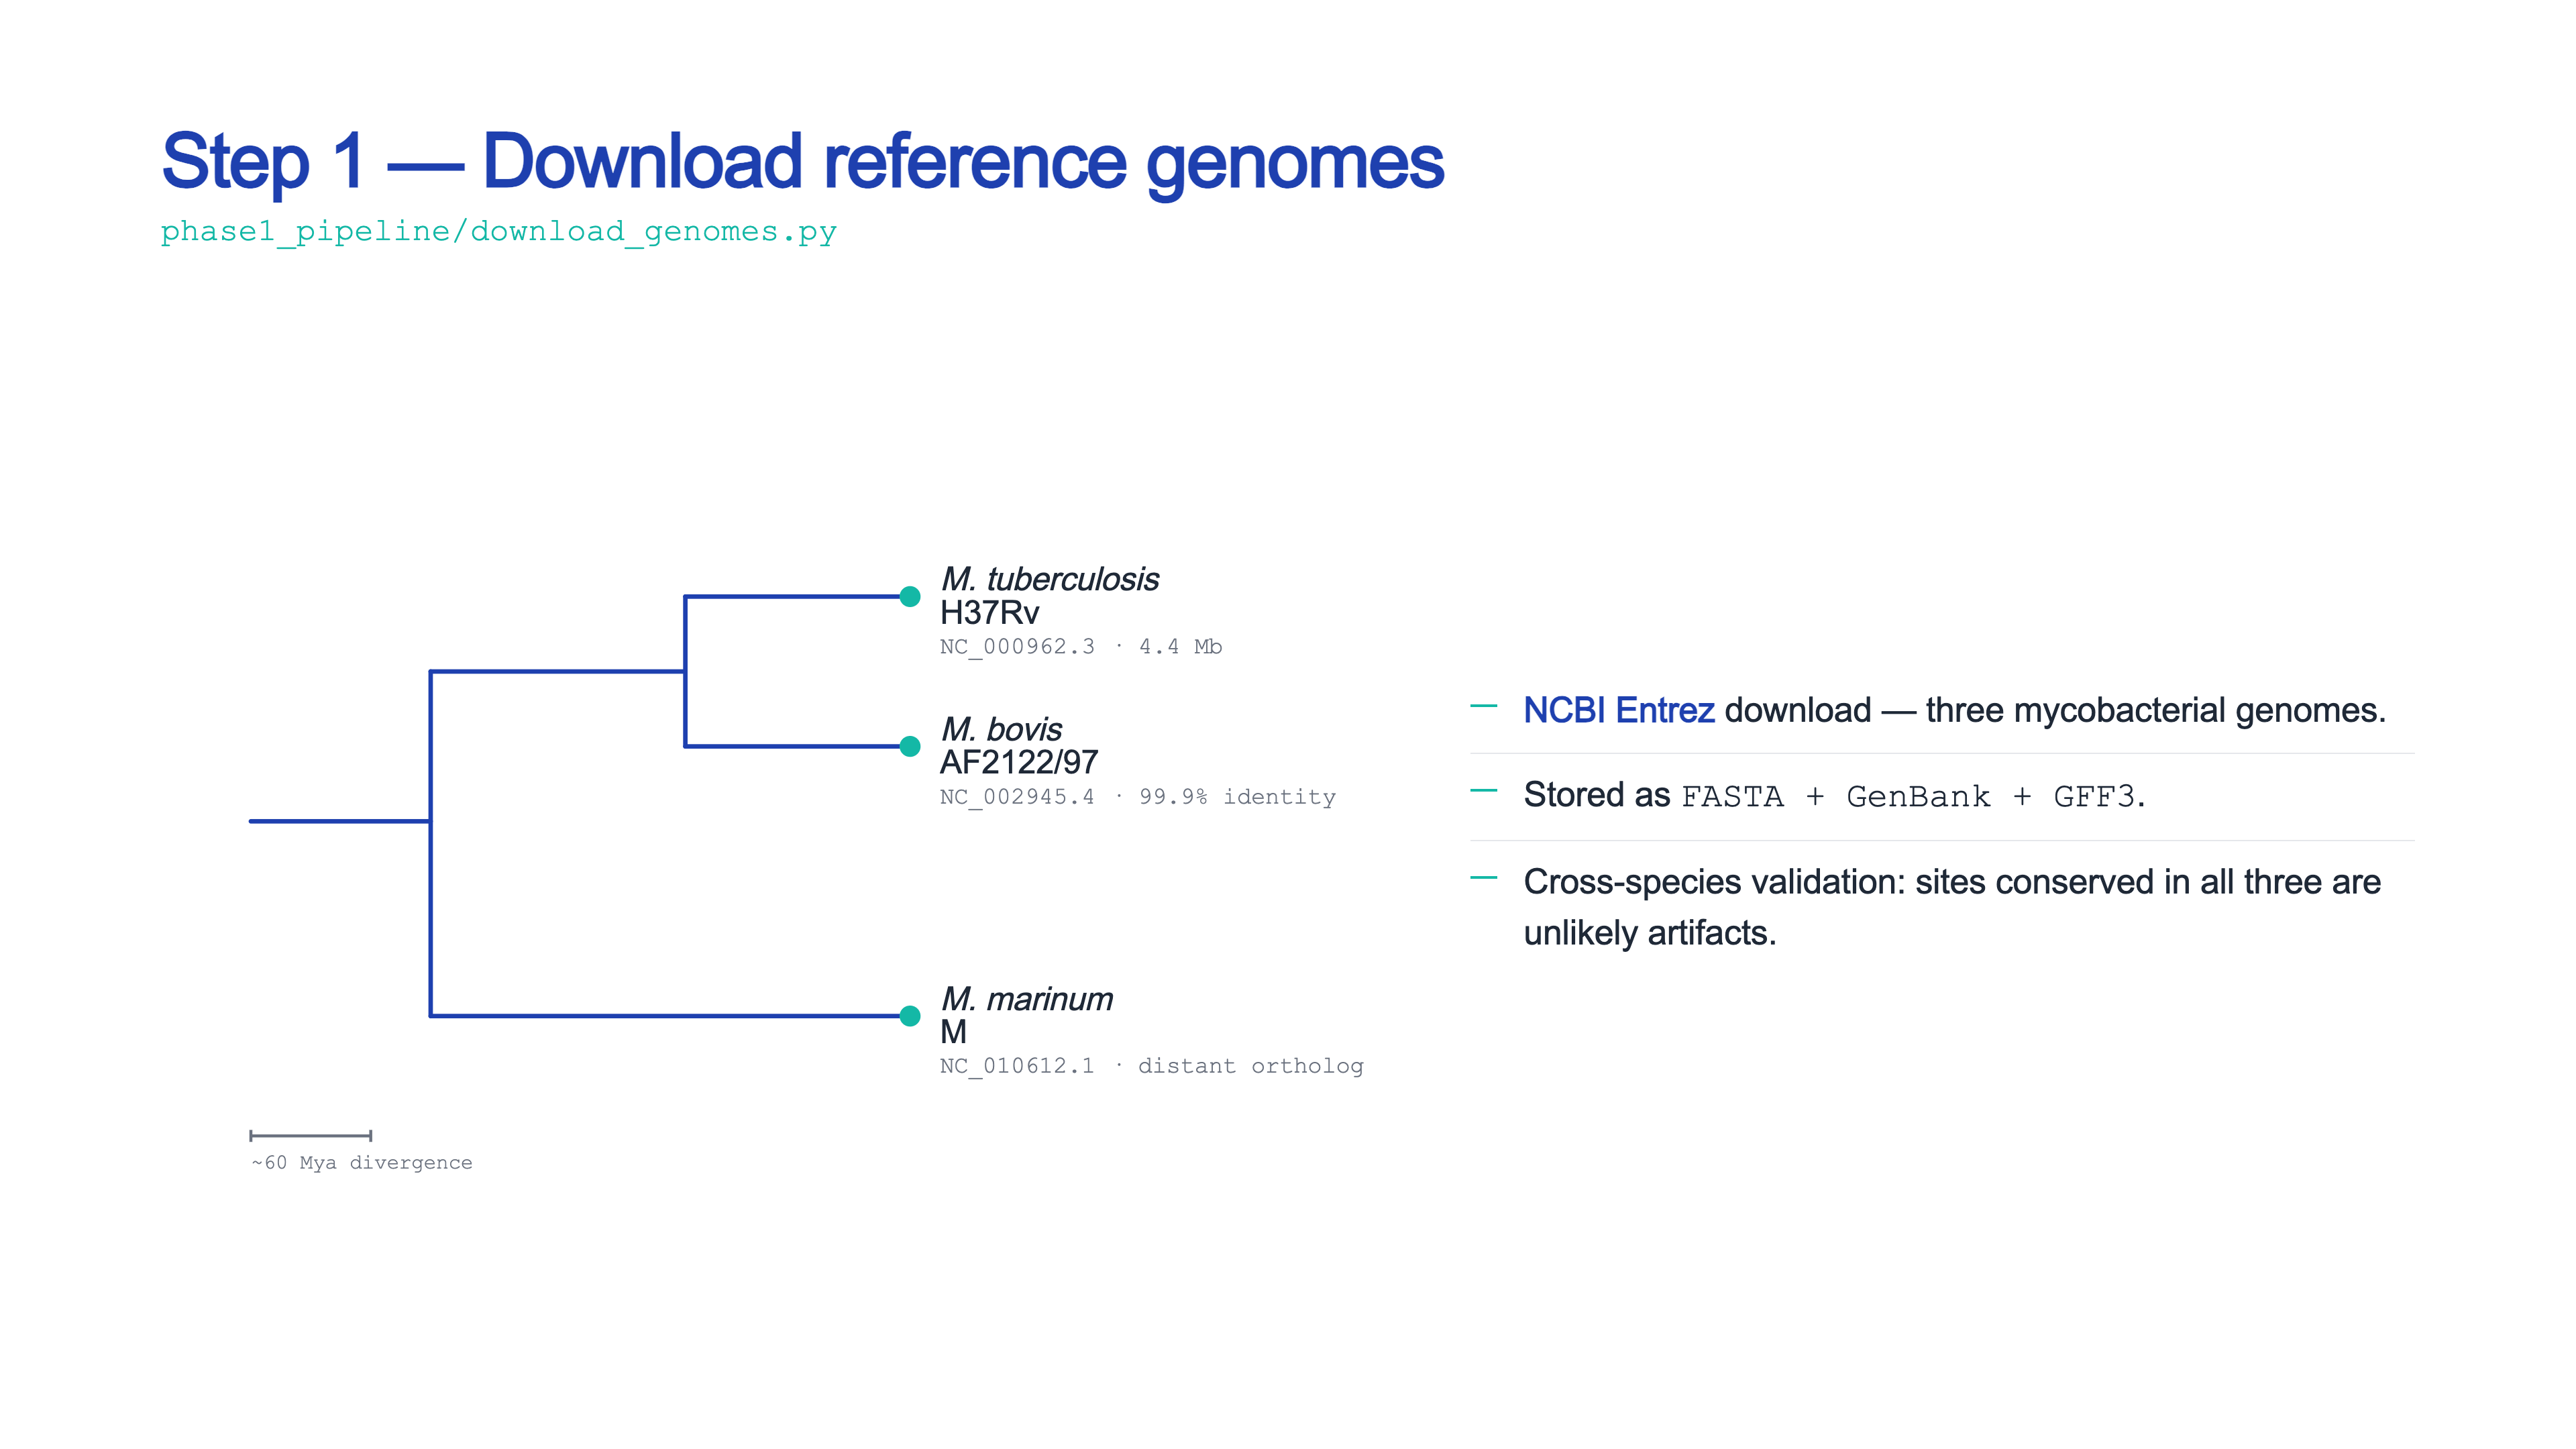 Step 1 — Download reference genomes
phase1_pipeline/download_genomes.py
M. tuberculosis
H37Rv
NC_000962.3 · 4.4 Mb
M. bovis
AF2122/97
NC_002945.4 · 99.9% identity
M. marinum
M
NC_010612.1 · distant ortholog
~60 Mya divergence
— NCBI Entrez download — three mycobacterial genomes.
— Stored as FASTA + GenBank + GFF3.
— Cross-species validation: sites conserved in all three are
unlikely artifacts.